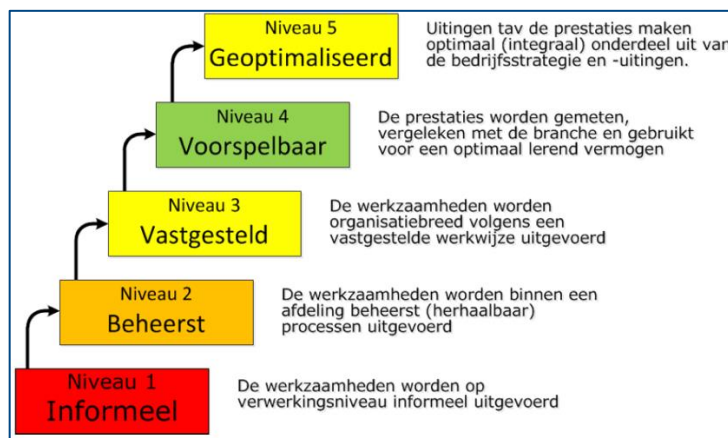 Niveau 5
Geoptimaliseerd
Uitingen tav de prestaties maken
optimaal (integraal) onderdeel uit van
de bedrijfsstrategie en -uitingen.
Niveau 4
Voorspelbaar
De prestaties worden gemeten,
vergeleken met de branche en gebruikt
voor een optimaal lerend vermogen
Niveau 3
Vastgesteld
De werkzaamheden worden
organisatiebreed volgens een
vastgestelde werkwijze uitgevoerd
Niveau 2
Beheerst
De werkzaamheden worden binnen een
afdeling beheerst (herhaalbaar)
processen uitgevoerd
Niveau 1
Informeel
De werkzaamheden worden op
verwerkingsniveau informeel uitgevoerd